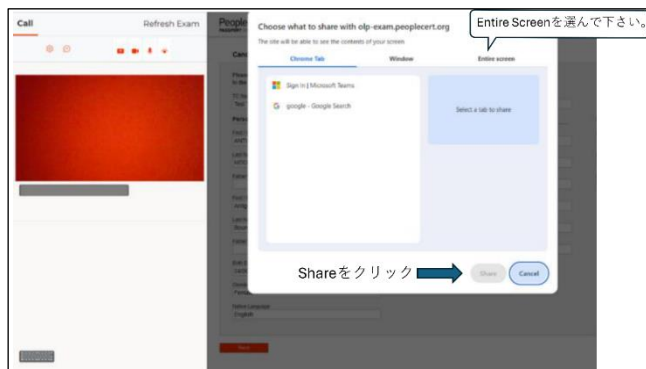 Call
Refresh Exam
People
Choose what to share with olp-exam.peoplecert.org
The site will be able to see the contents of your screen
Entire Screenを選んで下さい。
Chrome Tab
Window
Entire screen
Sign in | Microsoft Teams
google - Google Search
Select a tab to share
Shareをクリック
Share
Cancel
Native Language
English